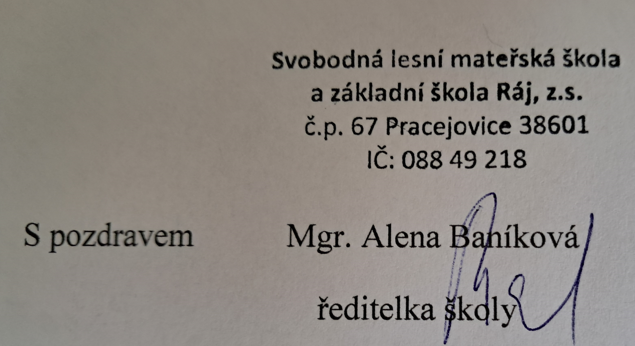 Svobodná lesní mateřská škola
a základní škola Ráj, z.s.
č.p. 67 Pracejovice 38601
IČ: 088 49 218
S pozdravem Mgr. Alena Baníková
ředitelka školy